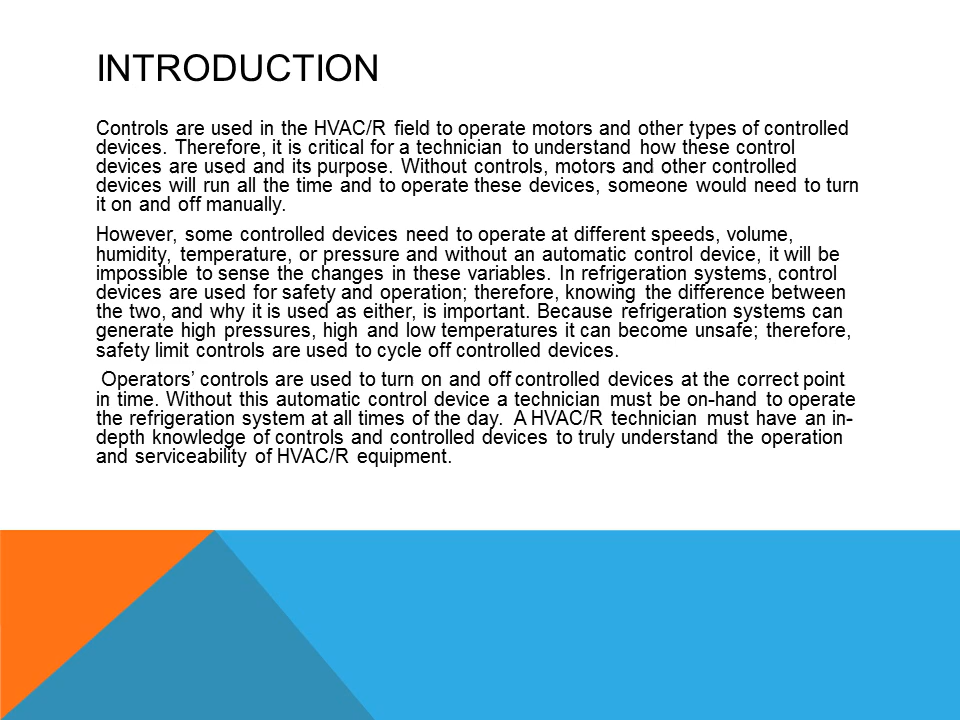 INTRODUCTION
Controls are used in the HVAC/R field to operate motors and other types of controlled
devices. Therefore, it is critical for a technician to understand how these control
devices are used and its purpose. Without controls, motors and other controlled
devices will run all the time and to operate these devices, someone would need to turn
it on and off manually.
However, some controlled devices need to operate at different speeds, volume,
humidity, temperature, or pressure and without an automatic control device, it will be
impossible to sense the changes in these variables. In refrigeration systems, control
devices are used for safety and operation; therefore, knowing the difference between
the two, and why it is used as either, is important. Because refrigeration systems can
generate high pressures, high and low temperatures it can become unsafe; therefore,
safety limit controls are used to cycle off controlled devices.
Operators’ controls are used to turn on and off controlled devices at the correct point
in time. Without this automatic control device a technician must be on-hand to operate
the refrigeration system at all times of the day. A HVAC/R technician must have an in-
depth knowledge of controls and controlled devices to truly understand the operation
and serviceability of HVAC/R equipment.